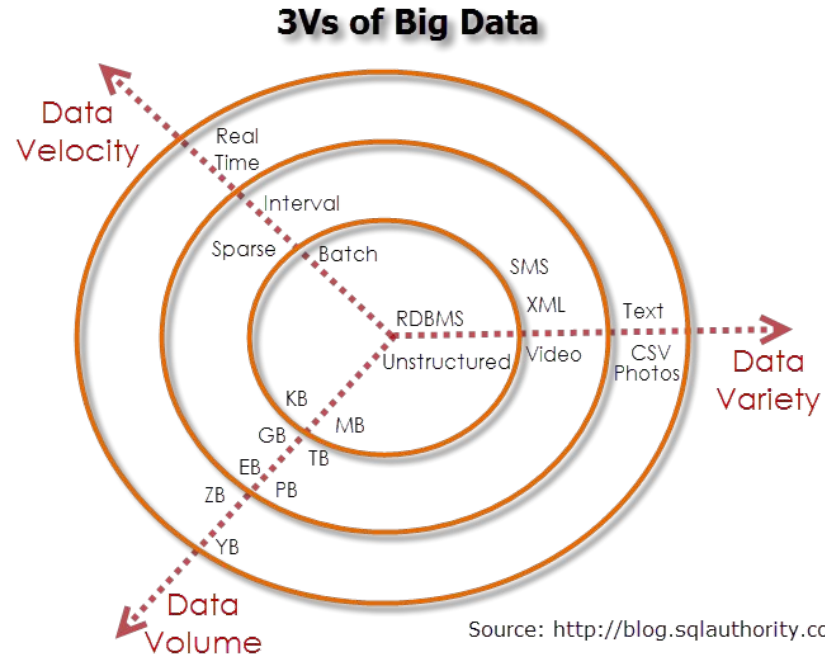 3Vs of Big Data
Data
Velocity
Real
Time
Interval
Sparse
Batch
SMS
XML
RDBMS
Text
Unstructured
Video
CSV
Photos
Data
Variety
KB
MB
GB
TB
EB
PB
ZB
YB
Data
Volume
Source: http://blog.sqlauthority.co